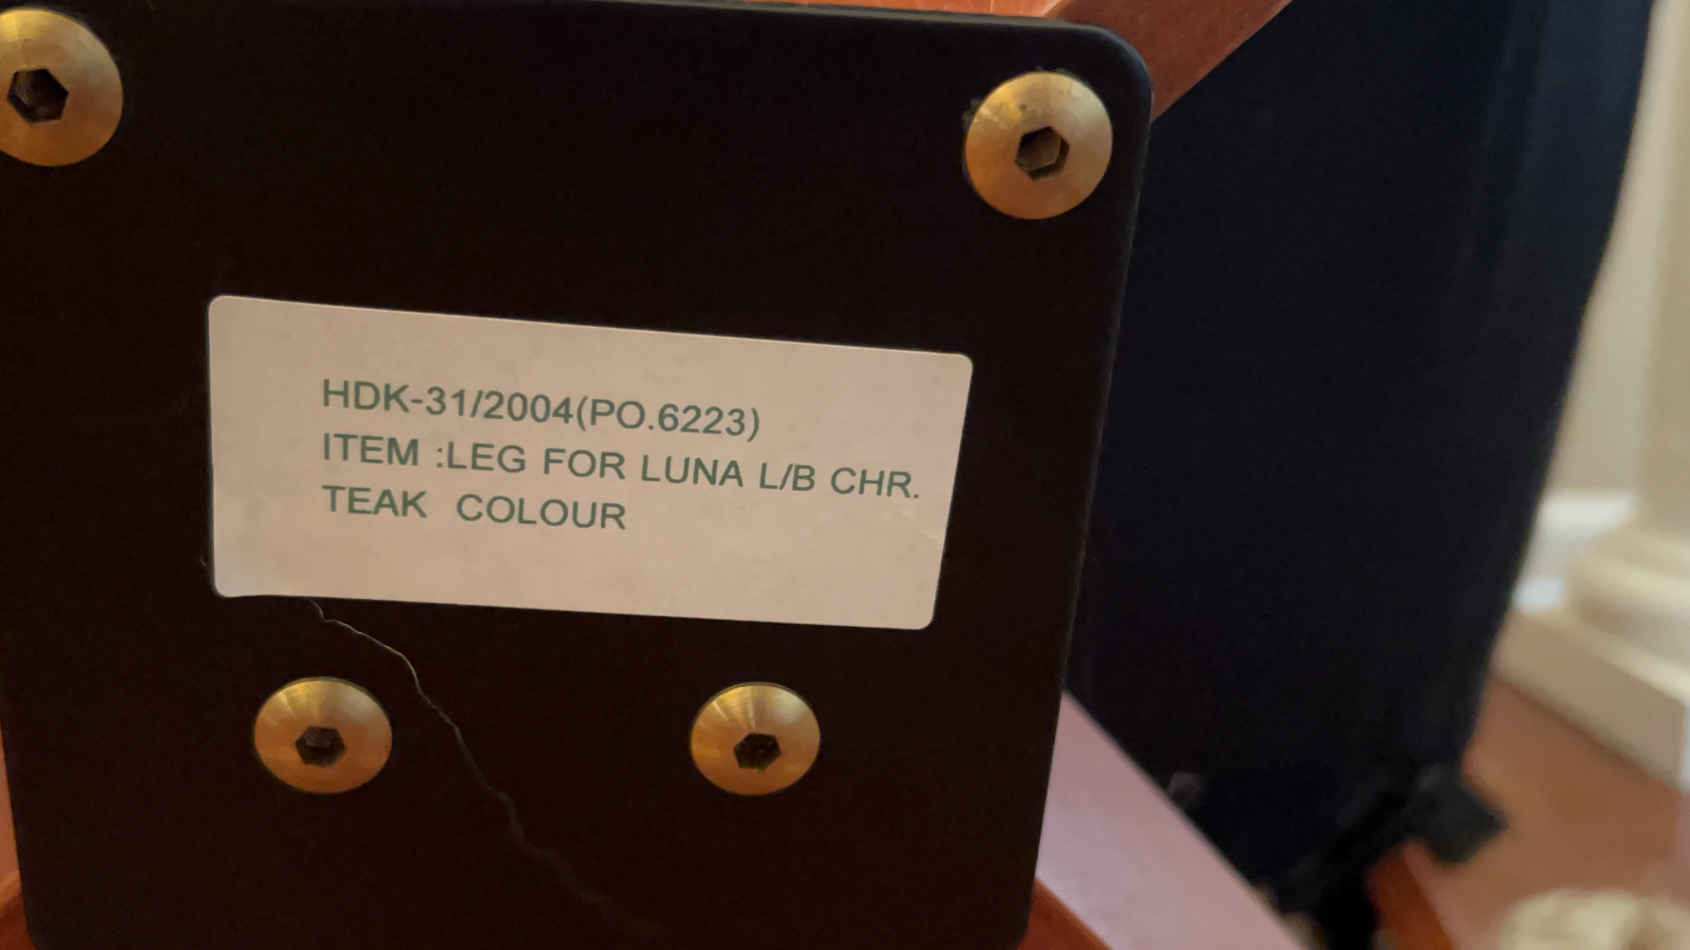 HDK-31/2004(PO.6223)
ITEM :LEG FOR LUNA L/B CHR.
TEAK COLOUR